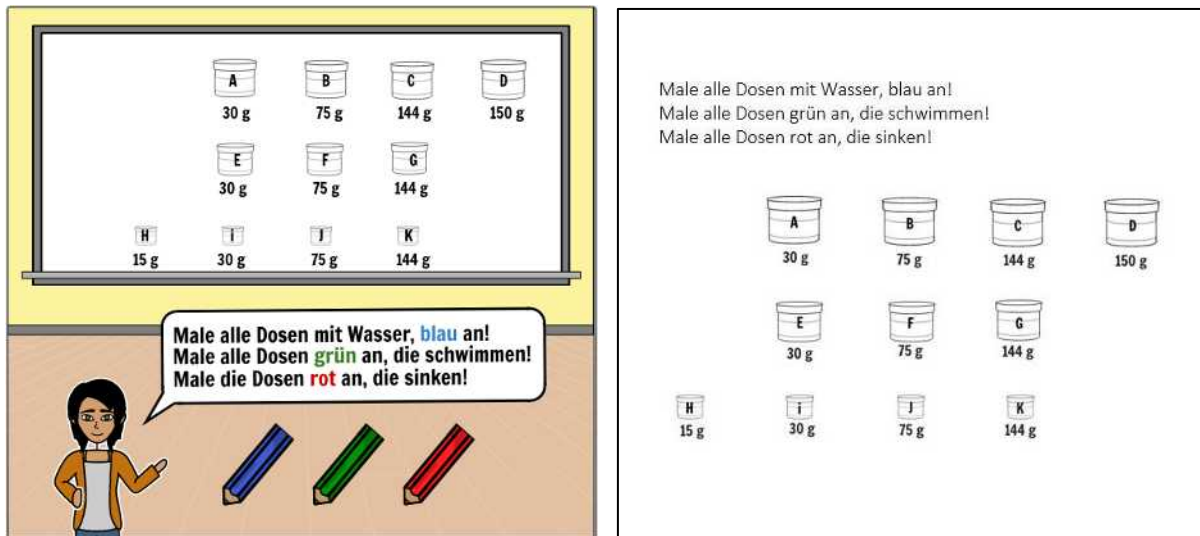 A B C D
30 g 75 g 144 g 150 g
E F G
30 g 75 g 144 g
H i J K
15 g 30 g 75 g 144 g
Male alle Dosen mit Wasser, blau an!
Male alle Dosen grün an, die schwimmen!
Male die Dosen rot an, die sinken!
Male alle Dosen mit Wasser, blau an!
Male alle Dosen grün an, die schwimmen!
Male alle Dosen rot an, die sinken!
A B C D
30 g 75 g 144 g 150 g
E F G
30 g 75 g 144 g
H i J K
15 g 30 g 75 g 144 g